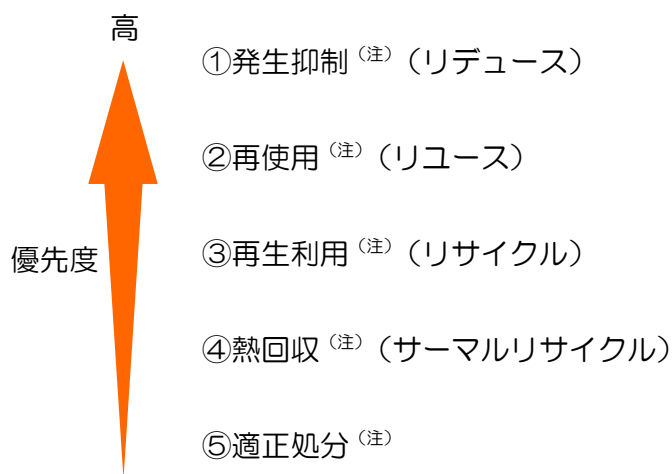 高
①発生抑制（注）（リデュース）
②再使用（注）（リユース）
優先度
③再生利用（注）（リサイクル）
④熱回収（注）（サーマルリサイクル）
⑤適正処分（注）